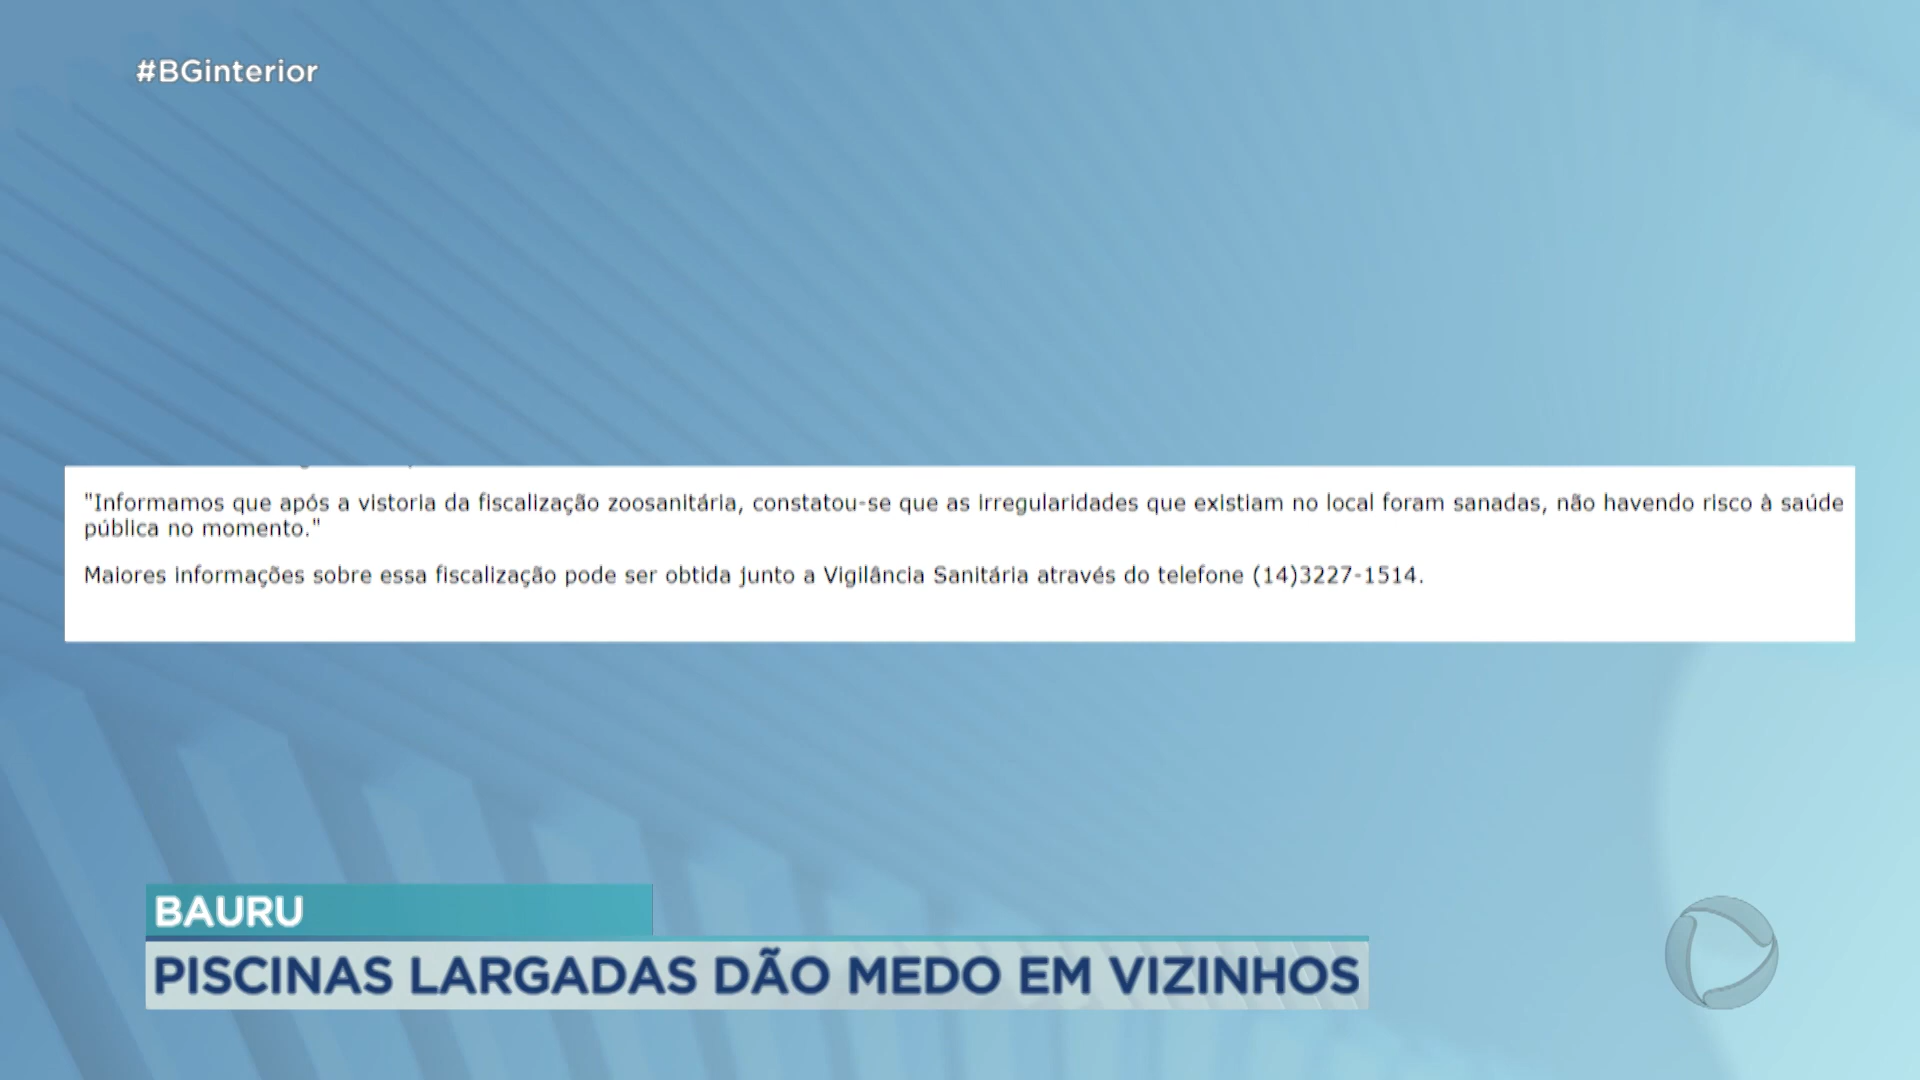 #BGinterior
"Informamos que após a vistoria da fiscalização zoosanitária, constatou-se que as irregularidades que existiam no local foram sanadas, não havendo risco à saúde
pública no momento."
Maiores informações sobre essa fiscalização pode ser obtida junto a Vigilância Sanitária através do telefone (14)3227-1514.
BAURU
PISCINAS LARGADAS DÃO MEDO EM VIZINHOS